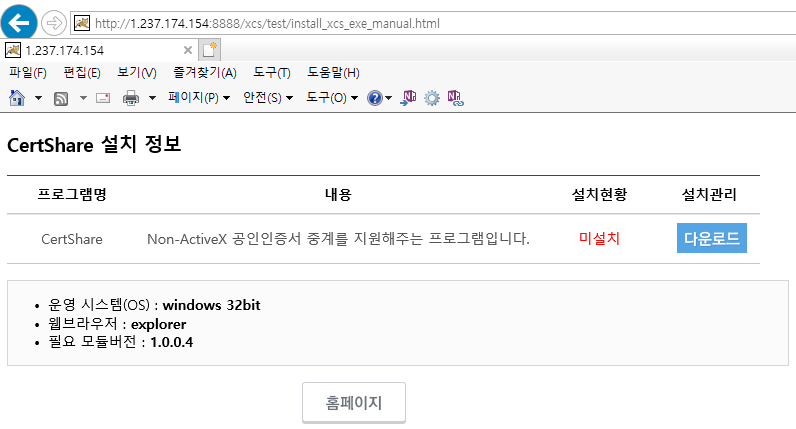 http://1.237.174.154:8888/xcs/test/install_xcs_exe_manual.html
1.237.174.154
파일(F) 편집(E) 보기(V) 즐겨찾기(A) 도구(T) 도움말(H)
페이지(P) 안전(S) 도구(O)
CertShare 설치 정보
프로그램명 내용 설치현황 설치관리
CertShare Non-ActiveX 공인인증서 중계를 지원해주는 프로그램입니다. 미설치 다운로드
• 운영 시스템(OS) : windows 32bit
• 웹브라우저 : explorer
• 필요 모듈버전 : 1.0.0.4
홈페이지